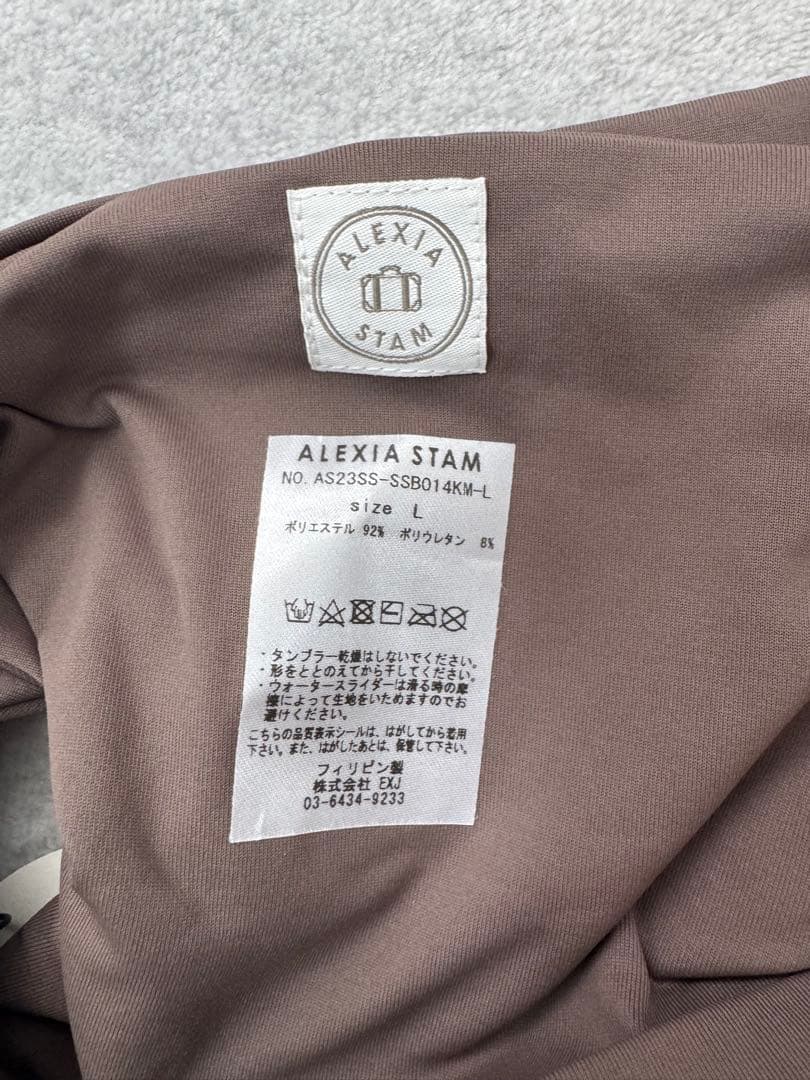 ALEXIA
STAM
ALEXIA STAM
NO. AS23SS-SSB014KM-L
size L
ポリエステル 92% ポリウレタン 8%
・タンブラー乾燥はしないでください。
・形をととのえてから干してください。
・ウォータースライダーは滑る時の摩
擦によって生地をいためますのでお
避けください。
こちらの品質表示シールは、はがしてから着用
下さい。また、はがしたあとは、保管して下さい。
フィリピン製
株式会社 EXJ
03-6434-9233